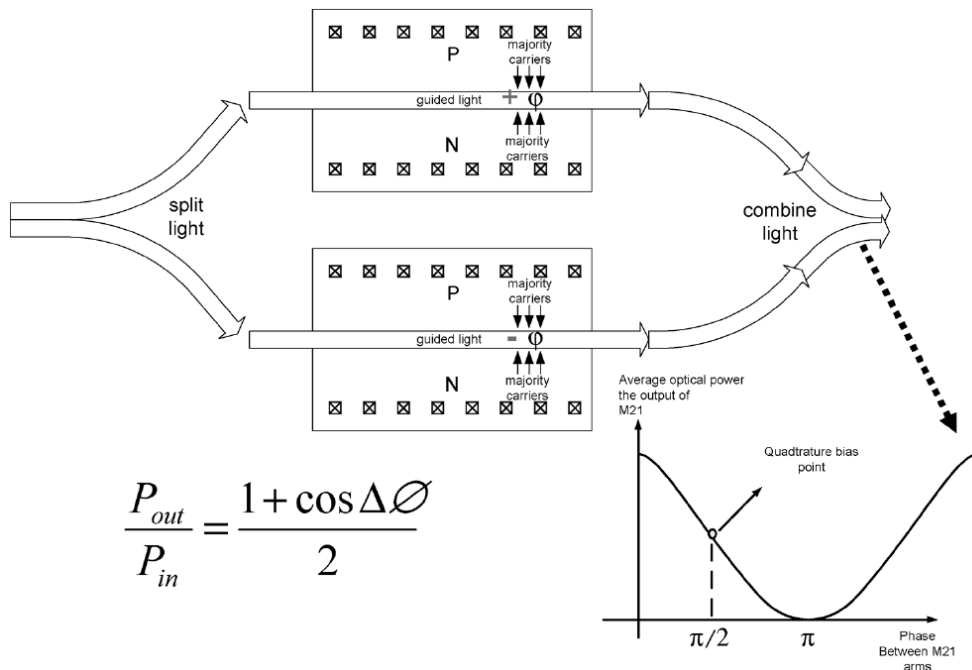 P
majority
carriers
guided light + φ
majority
carriers
N
split
light
combine
light
P
majority
carriers
guided light - φ
majority
carriers
N
Average optical power
the output of
M21
Quadtrature bias
point
P_out / P_in = (1 + cos Δ∅) / 2
π/2
π
Phase
Between M21
arms